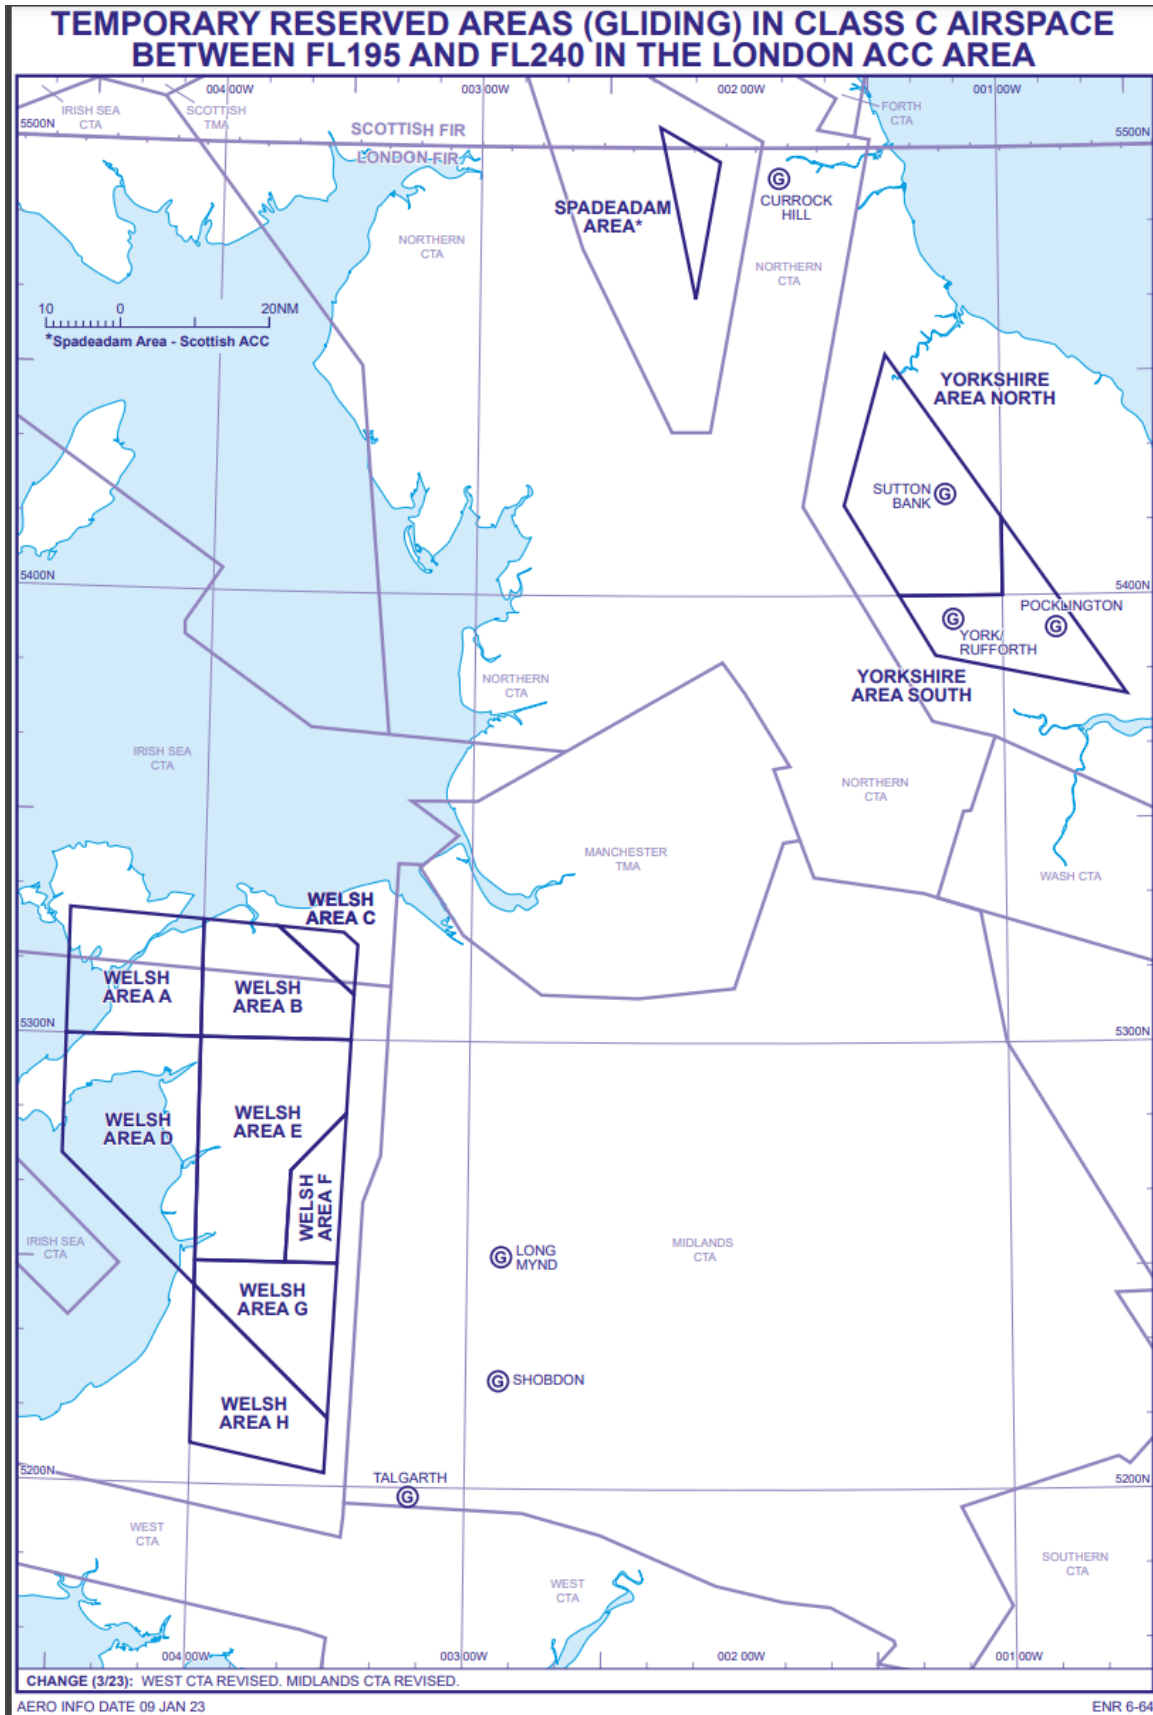 TEMPORARY RESERVED AREAS (GLIDING) IN CLASS C AIRSPACE
BETWEEN FL195 AND FL240 IN THE LONDON ACC AREA
004 00W
003 00W
002 00W
001 00W
IRISH SEA
CTA
SCOTTISH
TMA
FORTH
CTA
5500N
5500N
SCOTTISH FIR
LONDON FIR
CURROCK
HILL
G
SPADEADAM
AREA*
NORTHERN
CTA
NORTHERN
CTA
10
0
20NM
*Spadeadam Area - Scottish ACC
YORKSHIRE
AREA NORTH
SUTTON
BANK
G
5400N
5400N
POCKLINGTON
G
G
YORK/
RUFFORTH
YORKSHIRE
AREA SOUTH
NORTHERN
CTA
IRISH SEA
CTA
NORTHERN
CTA
MANCHESTER
TMA
WASH CTA
WELSH
AREA C
WELSH
AREA A
WELSH
AREA B
5300N
5300N
WELSH
AREA D
WELSH
AREA E
WELSH
AREA F
IRISH SEA
CTA
G
LONG
MYND
MIDLANDS
CTA
WELSH
AREA G
G
SHOBDON
WELSH
AREA H
5200N
5200N
TALGARTH
G
WEST
CTA
WEST
CTA
SOUTHERN
CTA
004 00W
003 00W
002 00W
001 00W
CHANGE (3/23): WEST CTA REVISED. MIDLANDS CTA REVISED.
AERO INFO DATE 09 JAN 23
ENR 6-64